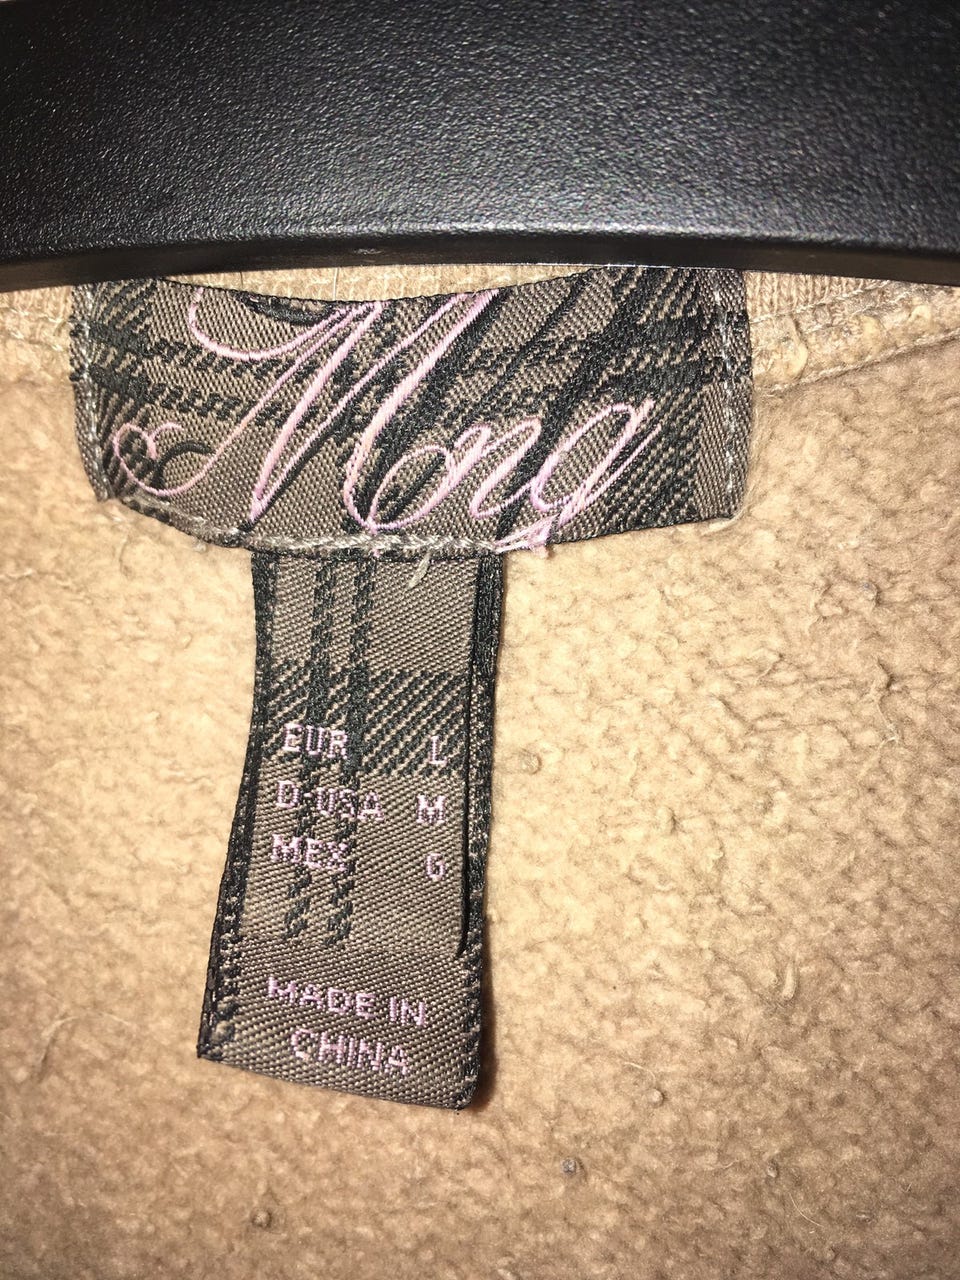 Mng
EUR L
D-USA M
MEX G
MADE IN
CHINA